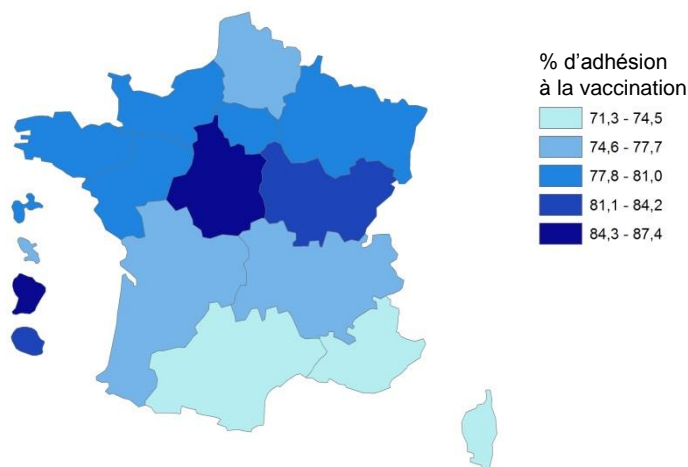 % d’adhésion
à la vaccination
71,3 - 74,5
74,6 - 77,7
77,8 - 81,0
81,1 - 84,2
84,3 - 87,4